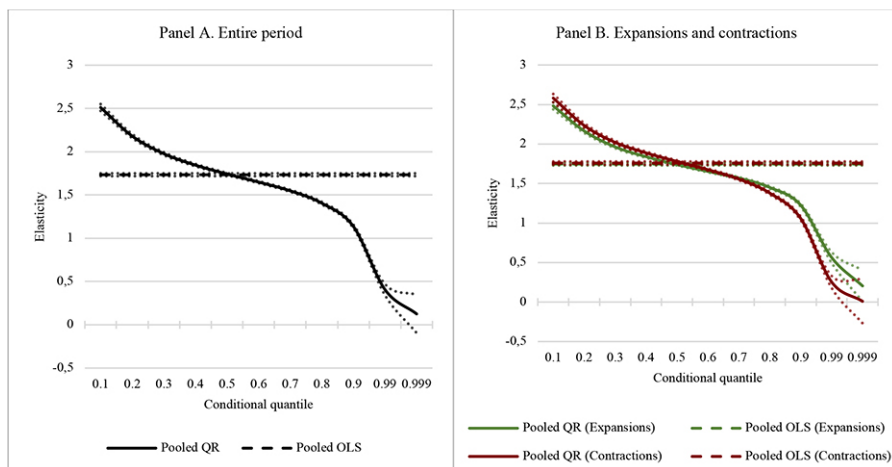 Panel A. Entire period
3
2,5
2
1,5
1
0,5
0
-0,5
Elasticity
0.1 0.2 0.3 0.4 0.5 0.6 0.7 0.8 0.9 0.99 0.999
Conditional quantile
Pooled QR Pooled OLS
Panel B. Expansions and contractions
3
2,5
2
1,5
1
0,5
0
-0,5
Elasticity
0.1 0.2 0.3 0.4 0.5 0.6 0.7 0.8 0.9 0.99 0.999
Conditional quantile
Pooled QR (Expansions) Pooled OLS (Expansions)
Pooled QR (Contractions) Pooled OLS (Contractions)